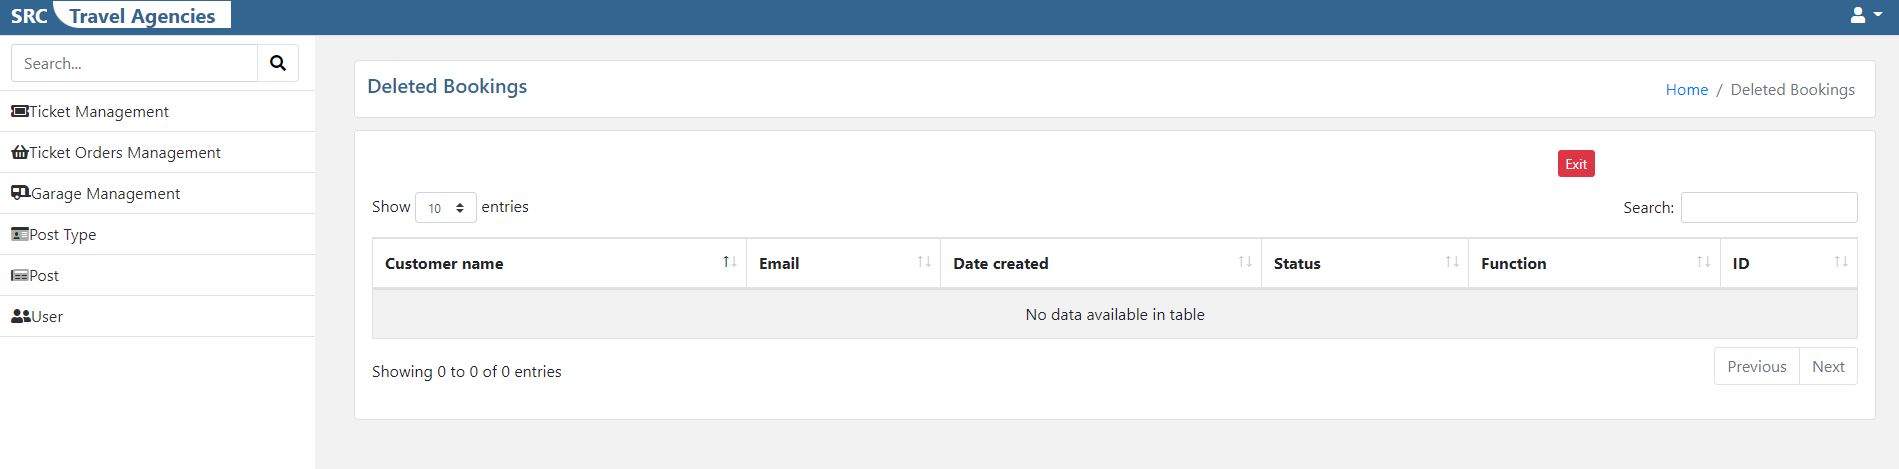 SRC Travel Agencies
Search...
Ticket Management
Ticket Orders Management
Garage Management
Post Type
Post
User
Deleted Bookings
Home / Deleted Bookings
Exit
Show 10 entries
Search:
Customer name Email Date created Status Function ID
No data available in table
Showing 0 to 0 of 0 entries
Previous Next